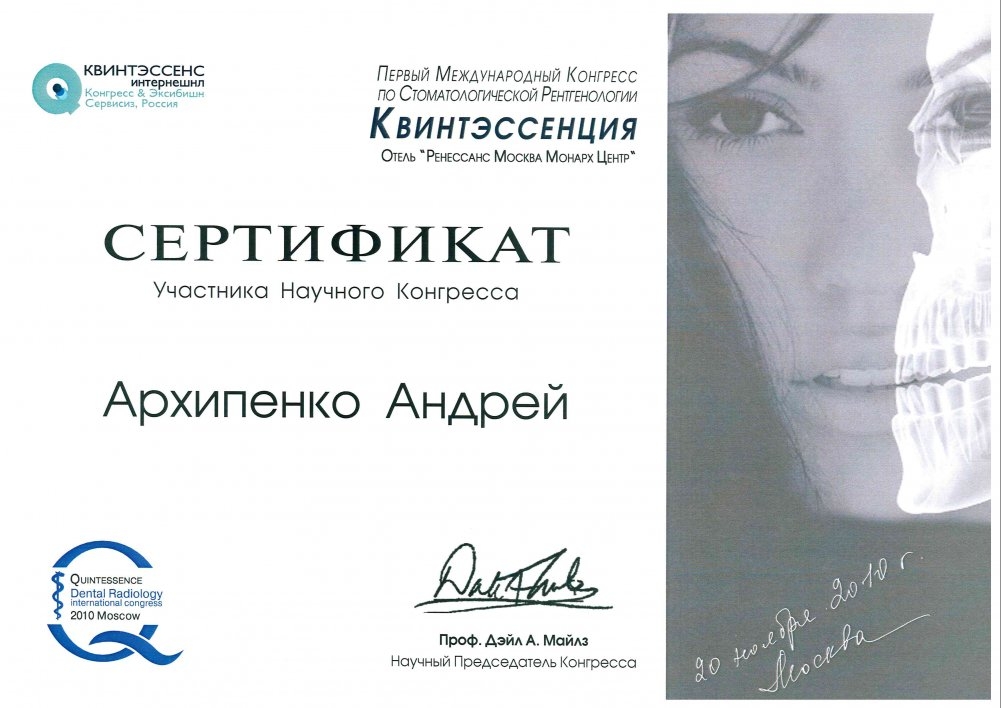 КВИНТЭССЕНС
интернешнл
Конгресс & Эксибишн
Сервисиз, Россия
Первый Международный Конгресс
по Стоматологической Рентгенологии
Квинтэссенция
Отель "Ренессанс Москва Монарх Центр"
СЕРТИФИКАТ
Участника Научного Конгресса
Архипенко Андрей
Quintessence
Dental Radiology
international congress
2010 Moscow
Проф. Дэйл А. Майлз
Научный Председатель Конгресса
20 ноября 2010 г.
Москва